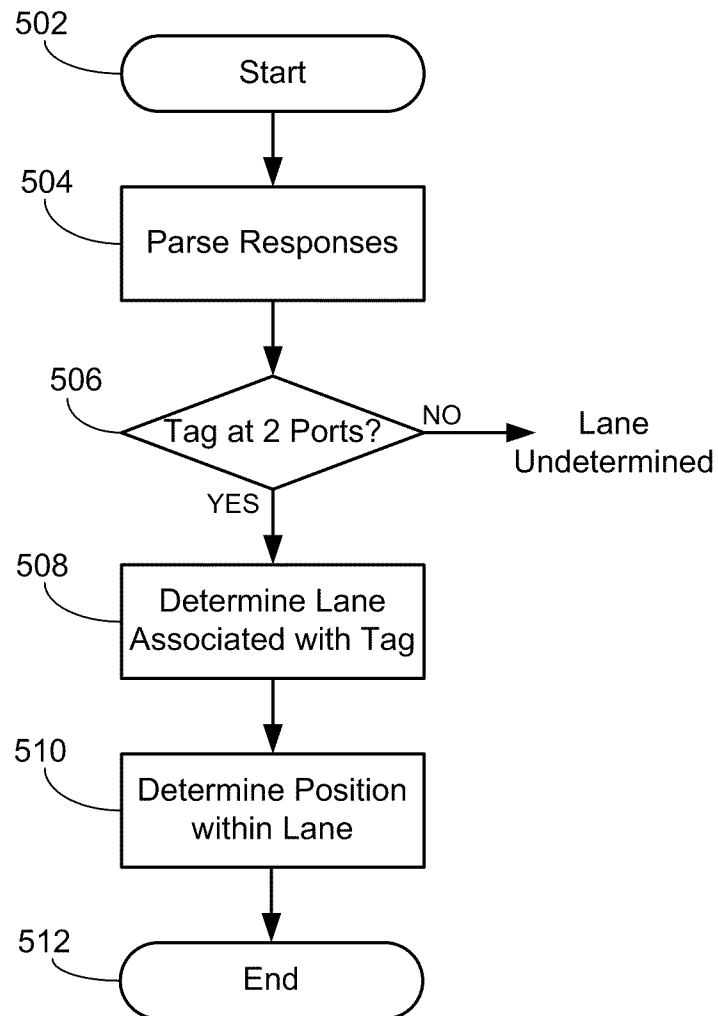 502
Start
504
Parse Responses
506
Tag at 2 Ports?
NO
Lane
Undetermined
YES
508
Determine Lane
Associated with Tag
510
Determine Position
within Lane
512
End